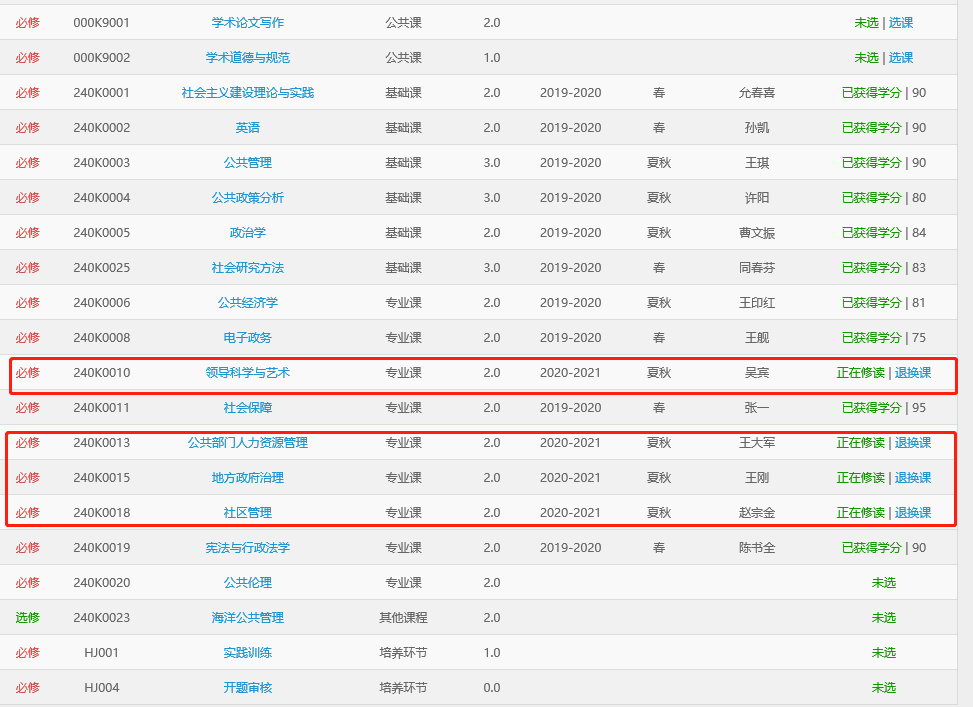 必修 000K9001 学术论文写作 公共课 2.0 未选 | 选课
必修 000K9002 学术道德与规范 公共课 1.0 未选 | 选课
必修 240K0001 社会主义建设理论与实践 基础课 2.0 2019-2020 春 允春喜 已获得学分 | 90
必修 240K0002 英语 基础课 2.0 2019-2020 春 孙凯 已获得学分 | 90
必修 240K0003 公共管理 基础课 3.0 2019-2020 夏秋 王琪 已获得学分 | 90
必修 240K0004 公共政策分析 基础课 3.0 2019-2020 夏秋 许阳 已获得学分 | 80
必修 240K0005 政治学 基础课 2.0 2019-2020 夏秋 曹文振 已获得学分 | 84
必修 240K0025 社会研究方法 基础课 3.0 2019-2020 春 同春芬 已获得学分 | 83
必修 240K0006 公共经济学 专业课 2.0 2019-2020 夏秋 王印红 已获得学分 | 81
必修 240K0008 电子政务 专业课 2.0 2019-2020 春 王舰 已获得学分 | 75
必修 240K0010 领导科学与艺术 专业课 2.0 2020-2021 夏秋 吴宾 正在修读 | 退换课
必修 240K0011 社会保障 专业课 2.0 2019-2020 春 张一 已获得学分 | 95
必修 240K0013 公共部门人力资源管理 专业课 2.0 2020-2021 夏秋 王大军 正在修读 | 退换课
必修 240K0015 地方政府治理 专业课 2.0 2020-2021 夏秋 王刚 正在修读 | 退换课
必修 240K0018 社区管理 专业课 2.0 2020-2021 夏秋 赵宗金 正在修读 | 退换课
必修 240K0019 宪法与行政法学 专业课 2.0 2019-2020 春 陈书全 已获得学分 | 90
必修 240K0020 公共伦理 专业课 2.0 未选
选修 240K0023 海洋公共管理 其他课程 2.0 未选
必修 HJ001 实践训练 培养环节 1.0 未选
必修 HJ004 开题审核 培养环节 0.0 未选